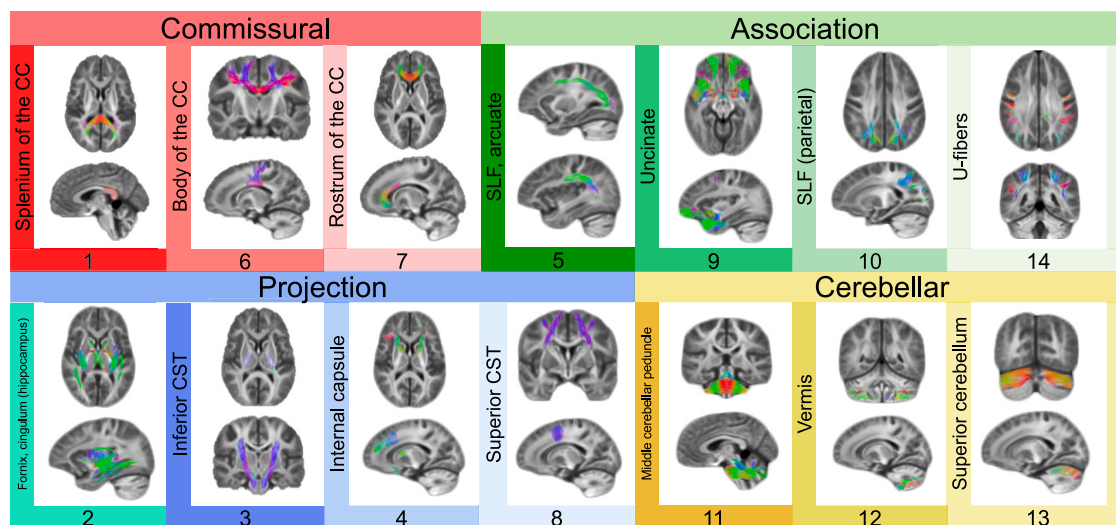 Commissural
Association
Splenium of the CC
Body of the CC
Rostrum of the CC
SLF, arcuate
Uncinate
SLF (parietal)
U-fibers
1
6
7
5
9
10
14
Projection
Cerebellar
Fornix, cingulum (hippocampus)
Inferior CST
Internal capsule
Superior CST
Middle cerebellar peduncle
Vermis
Superior cerebellum
2
3
4
8
11
12
13